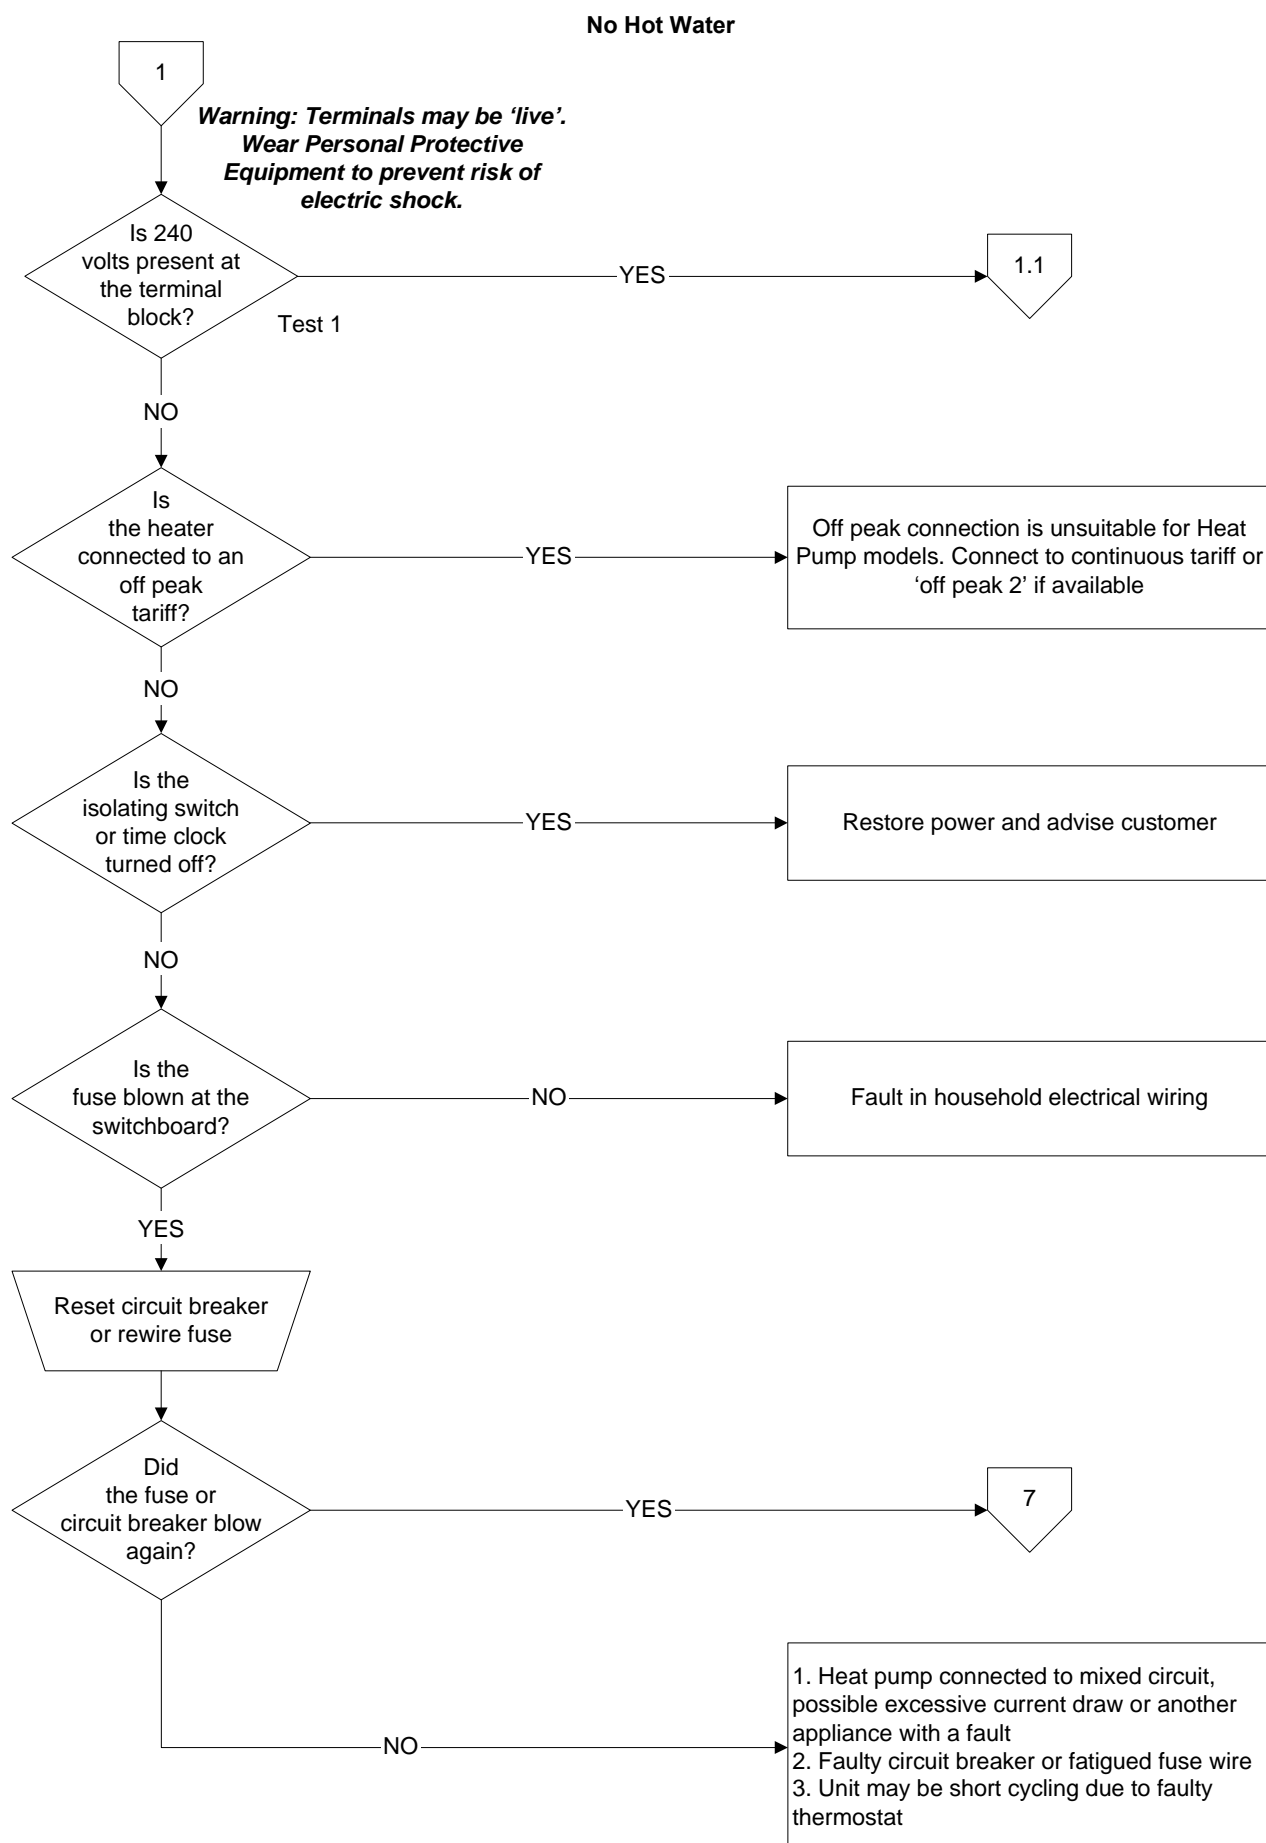 No Hot Water
1
Warning: Terminals may be ‘live’.
Wear Personal Protective
Equipment to prevent risk of
electric shock.
Is 240
volts present at
the terminal
block?
YES
1.1
Test 1
NO
Is
the heater
connected to an
off peak
tariff?
YES
Off peak connection is unsuitable for Heat
Pump models. Connect to continuous tariff or
‘off peak 2’ if available
NO
Is the
isolating switch
or time clock
turned off?
YES
Restore power and advise customer
NO
Is the
fuse blown at the
switchboard?
NO
Fault in household electrical wiring
YES
Reset circuit breaker
or rewire fuse
Did
the fuse or
circuit breaker blow
again?
YES
7
NO
1. Heat pump connected to mixed circuit,
possible excessive current draw or another
appliance with a fault
2. Faulty circuit breaker or fatigued fuse wire
3. Unit may be short cycling due to faulty
thermostat